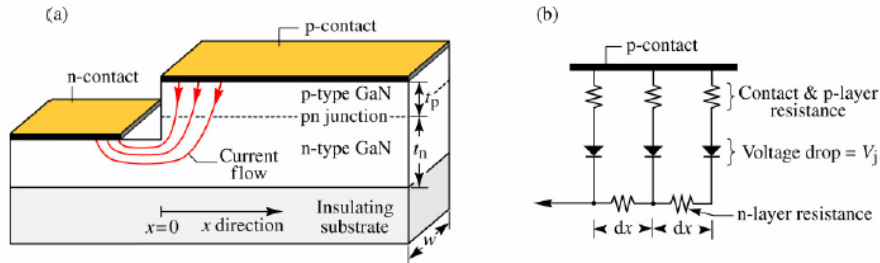 (a)
p-contact
n-contact
p-type GaN
tp
pn junction
n-type GaN
tn
Current
flow
x=0
x direction
Insulating
substrate
w
(b)
p-contact
Contact & p-layer
resistance
Voltage drop = Vj
n-layer resistance
dx
dx